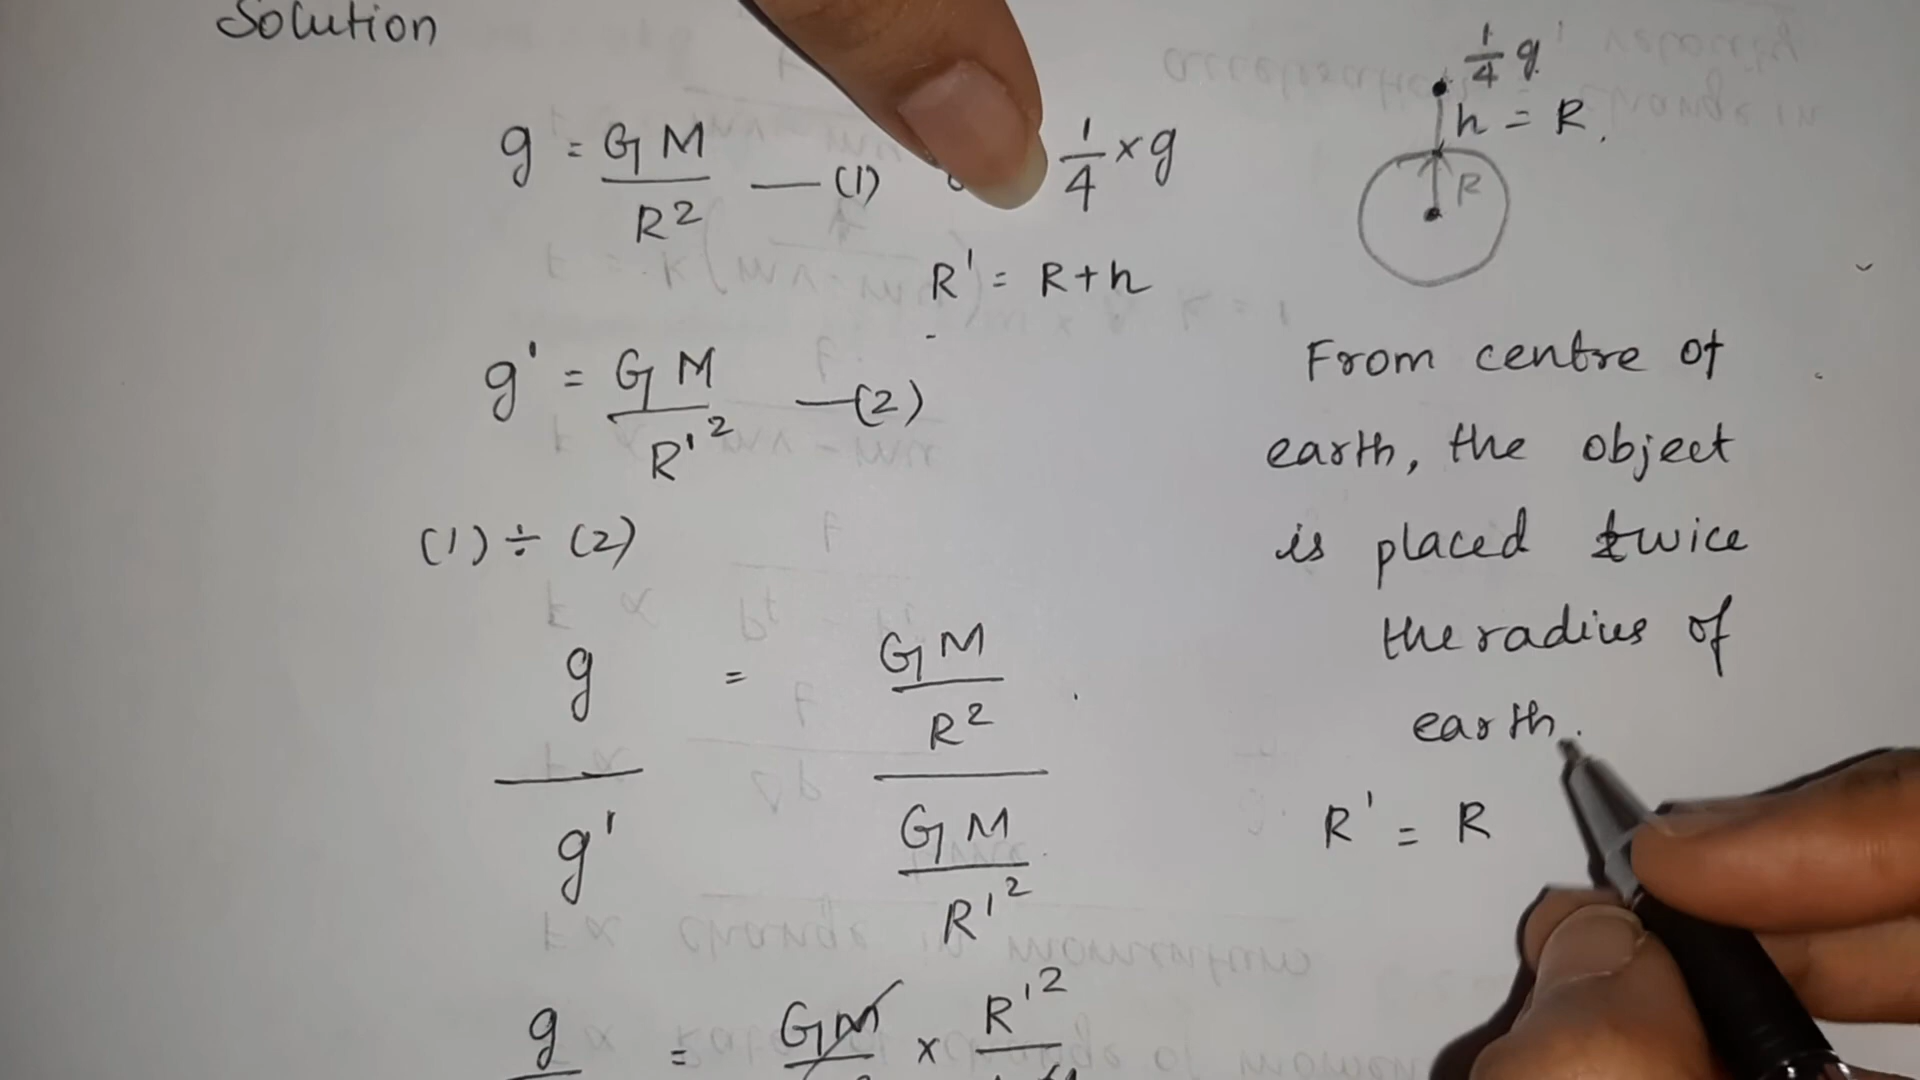 Solution
g = GM
R²
—(1)
1/4 × g
R' = R+h
g' = GM
R'²
—(2)
(1) ÷ (2)
g = GM
R²
g' GM
R'²
g = GM × R'²
1/4 g'
h = R.
R
From centre of
earth, the object
is placed twice
the radius of
earth.
R' = R